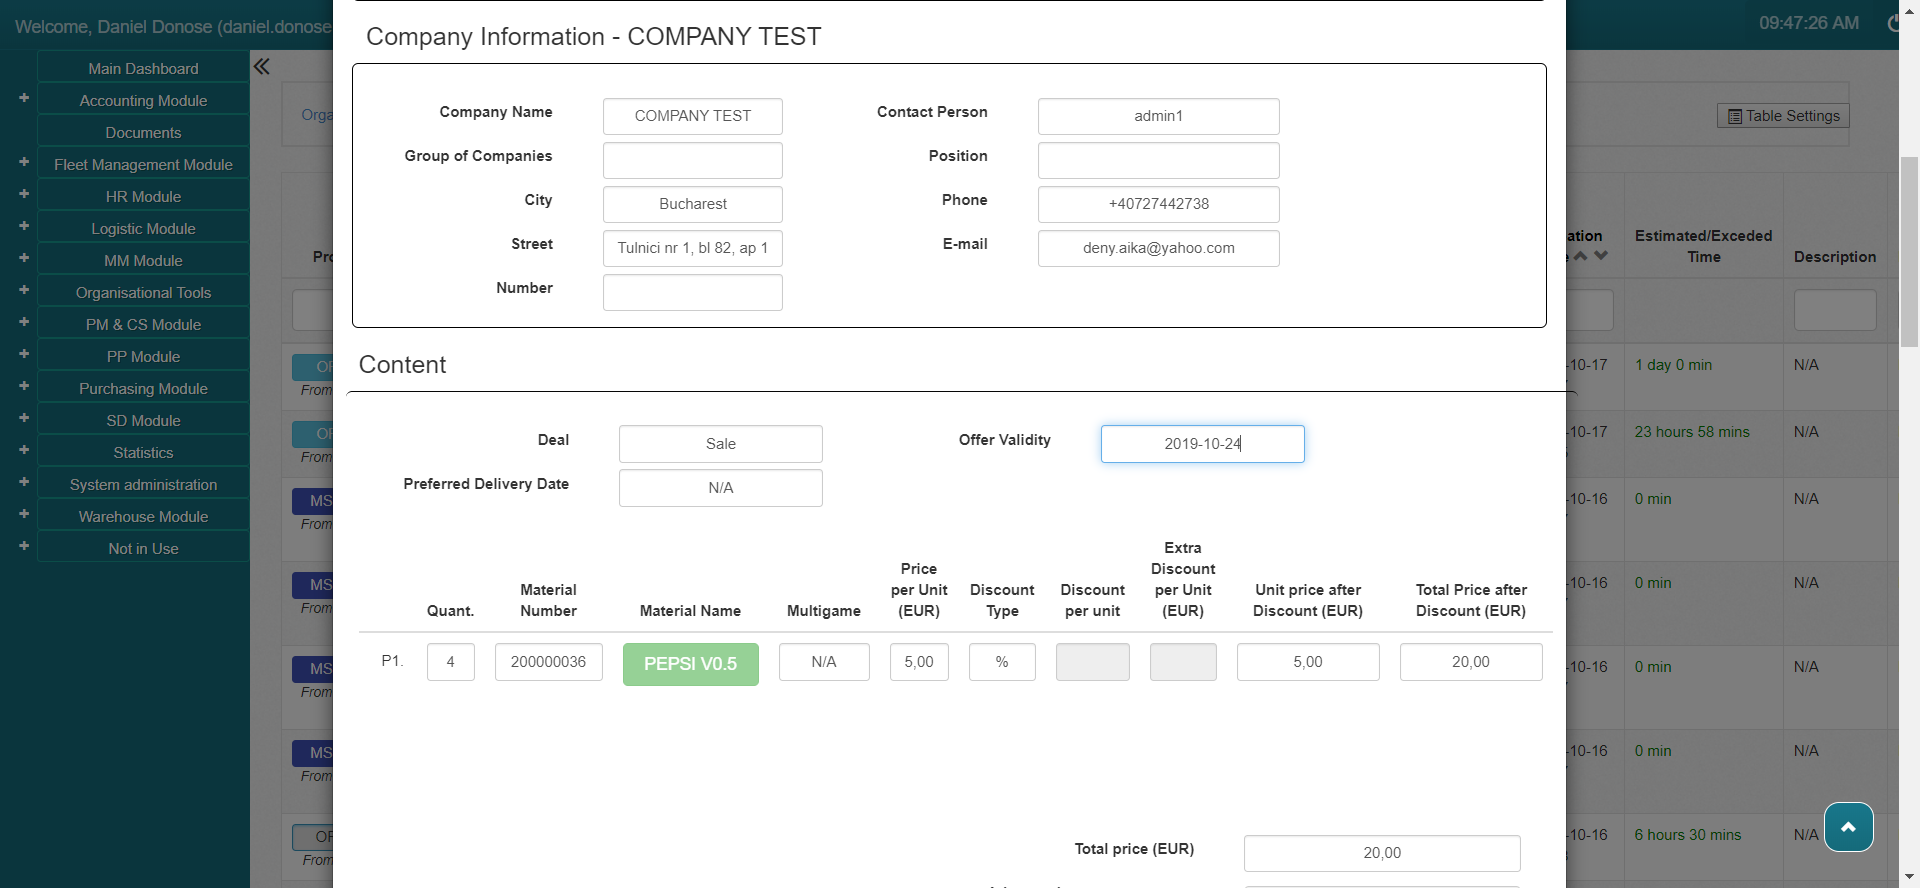 Welcome, Daniel Donose (daniel.donose
09:47:26 AM
Main Dashboard
Accounting Module
Documents
Fleet Management Module
HR Module
Logistic Module
MM Module
Organisational Tools
PM & CS Module
PP Module
Purchasing Module
SD Module
Statistics
System administration
Warehouse Module
Not in Use
Orga
Pro
OF
From
OF
From
MS
From
MS
From
MS
From
MS
From
OF
From
Company Information - COMPANY TEST
Company Name COMPANY TEST Contact Person admin1
Group of Companies Position
City Bucharest Phone +40727442738
Street Tulnici nr 1, bl 82, ap 1 E-mail deny.aika@yahoo.com
Number
Content
Deal Sale Offer Validity 2019-10-24
Preferred Delivery Date N/A
Quant.
Material
Number
Material Name
Multigame
Price
per Unit
(EUR)
Discount
Type
Discount
per unit
Extra
Discount
per Unit
(EUR)
Unit price after
Discount (EUR)
Total Price after
Discount (EUR)
P1. 4 200000036 PEPSI V0.5 N/A 5,00 % 5,00 20,00
Total price (EUR) 20,00
Table Settings
ation
Estimated/Exceded
Time
Description
-10-17 1 day 0 min N/A
-10-17 23 hours 58 mins N/A
-10-16 0 min N/A
-10-16 0 min N/A
-10-16 0 min N/A
-10-16 0 min N/A
-10-16 6 hours 30 mins N/A